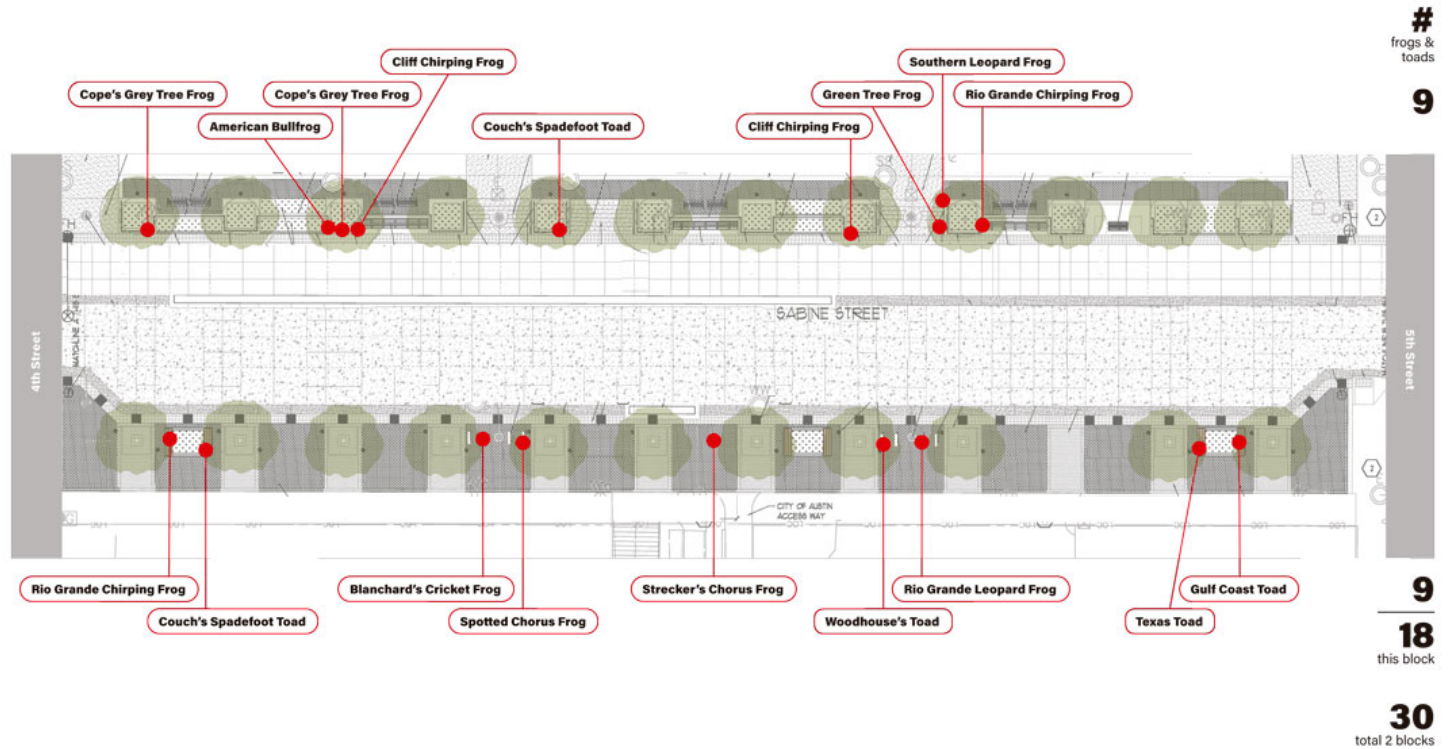 #
frogs &
toads
9
Cliff Chirping Frog
Southern Leopard Frog
Cope's Grey Tree Frog
Cope's Grey Tree Frog
Green Tree Frog
Rio Grande Chirping Frog
American Bullfrog
Couch's Spadefoot Toad
Cliff Chirping Frog
2
SABINE STREET
4th Street
5th Street
2
CITY OF AUSTIN
ACCESS WAY
Rio Grande Chirping Frog
Blanchard's Cricket Frog
Strecker's Chorus Frog
Rio Grande Leopard Frog
Gulf Coast Toad
9
Couch's Spadefoot Toad
Spotted Chorus Frog
Woodhouse's Toad
Texas Toad
18
this block
30
total 2 blocks